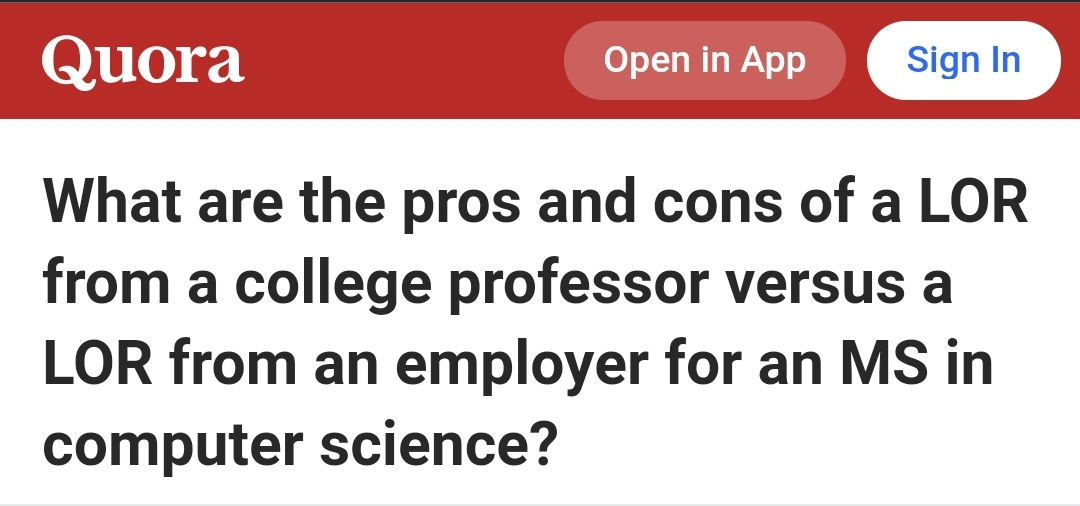 Quora
Open in App
Sign In
What are the pros and cons of a LOR
from a college professor versus a
LOR from an employer for an MS in
computer science?